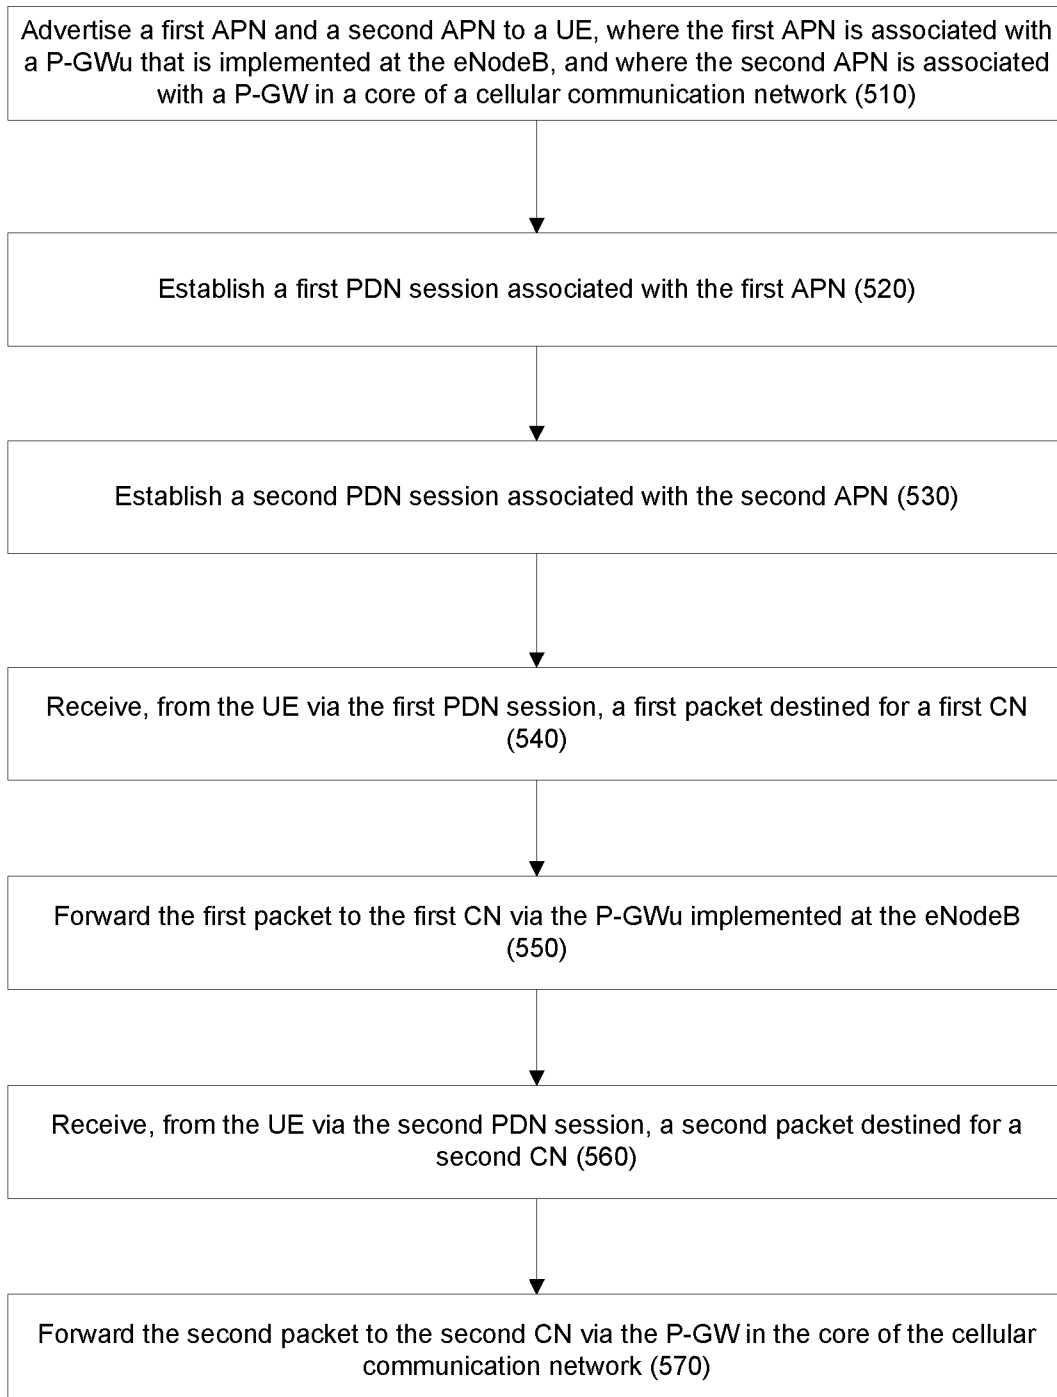 Advertise a first APN and a second APN to a UE, where the first APN is associated with
a P-GWu that is implemented at the eNodeB, and where the second APN is associated
with a P-GW in a core of a cellular communication network (510)
Establish a first PDN session associated with the first APN (520)
Establish a second PDN session associated with the second APN (530)
Receive, from the UE via the first PDN session, a first packet destined for a first CN
(540)
Forward the first packet to the first CN via the P-GWu implemented at the eNodeB
(550)
Receive, from the UE via the second PDN session, a second packet destined for a
second CN (560)
Forward the second packet to the second CN via the P-GW in the core of the cellular
communication network (570)